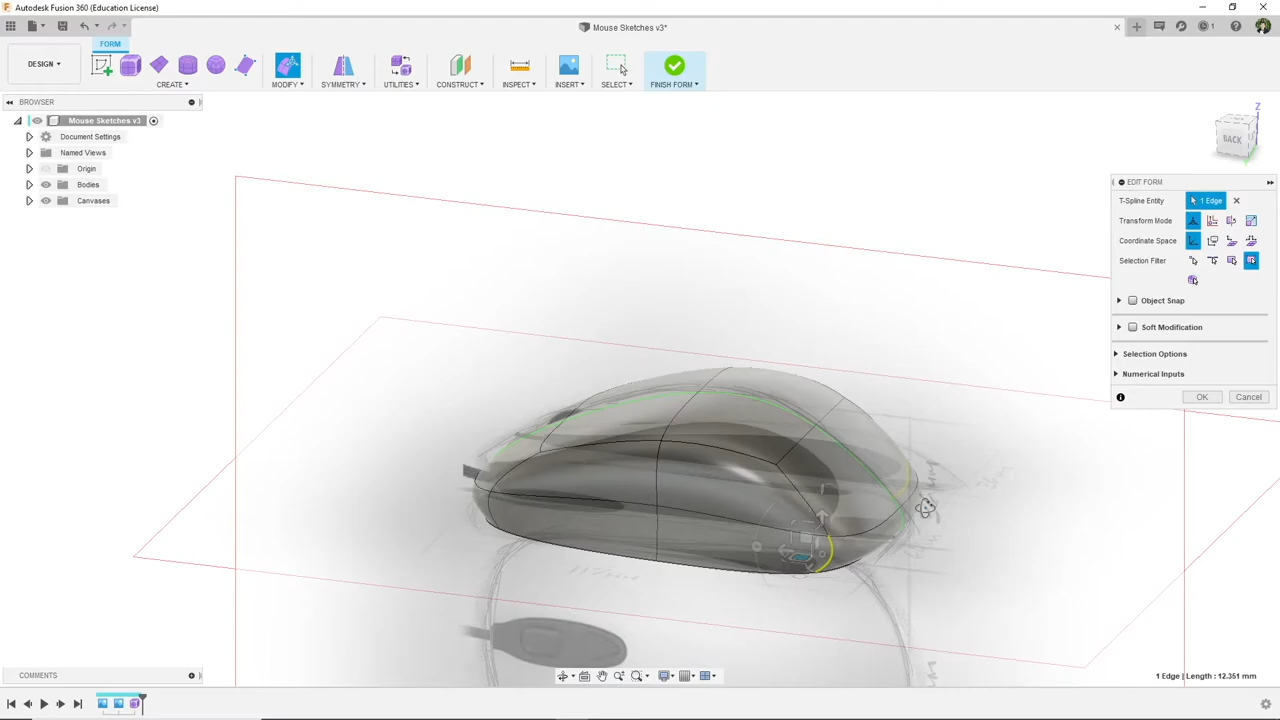 Autodesk Fusion 360 (Education License)
Mouse Sketches v3*
1
FORM
DESIGN
CREATE
MODIFY
SYMMETRY
UTILITIES
CONSTRUCT
INSPECT
INSERT
SELECT
FINISH FORM
BROWSER
Mouse Sketches v3
Document Settings
Named Views
Origin
Bodies
Canvases
Z
BACK
EDIT FORM
T-Spline Entity
1 Edge
Transform Mode
Coordinate Space
Selection Filter
Object Snap
Soft Modification
Selection Options
Numerical Inputs
OK Cancel
COMMENTS
1 Edge | Length : 12.351 mm